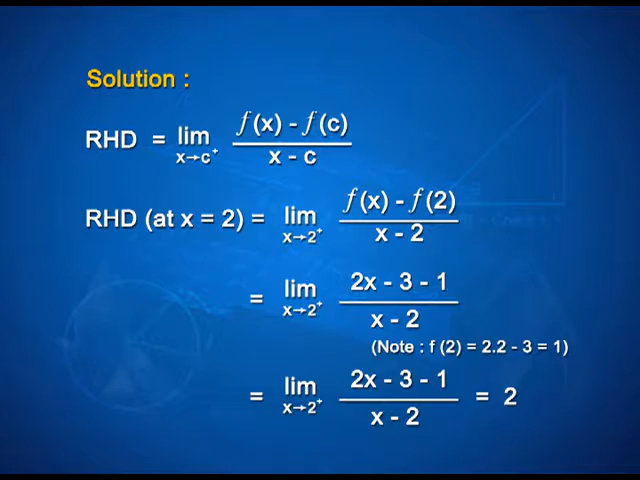 Solution :
RHD = lim x→c⁺ f(x) - f(c) / x - c
RHD (at x = 2) = lim x→2⁺ f(x) - f(2) / x - 2
= lim x→2⁺ 2x - 3 - 1 / x - 2
(Note : f (2) = 2.2 - 3 = 1)
= lim x→2⁺ 2x - 3 - 1 / x - 2 = 2